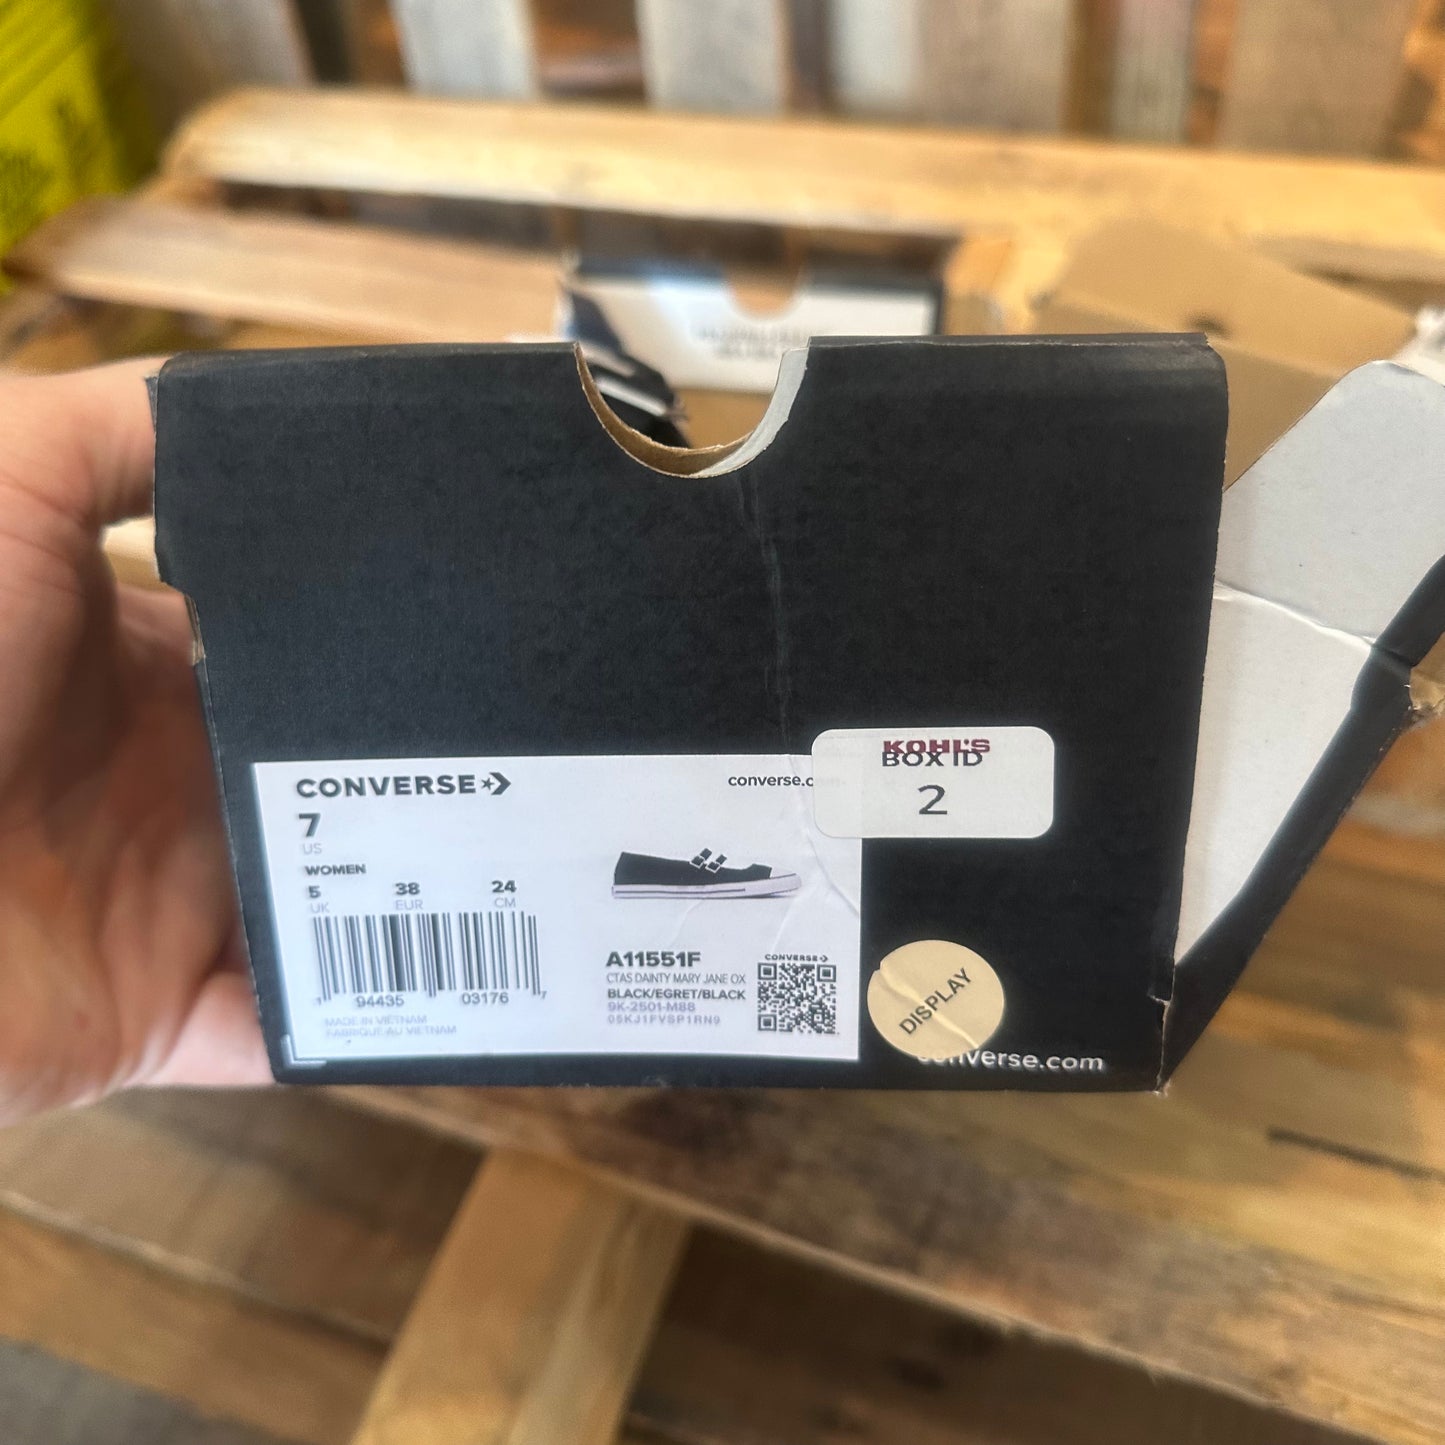 KOHL'S
BOX ID
2
CONVERSE
converse.c
7
US
WOMEN
5 38 24
UK EUR CM
1 94435 03176 7
MADE IN VIETNAM
FABRIQUE AU VIETNAM
A11551F
CTAS DAINTY MARY JANE OX
BLACK/EGRET/BLACK
9K-2501-M88
05KJ1FVSP1RN9
CONVERSE
DISPLAY
converse.com